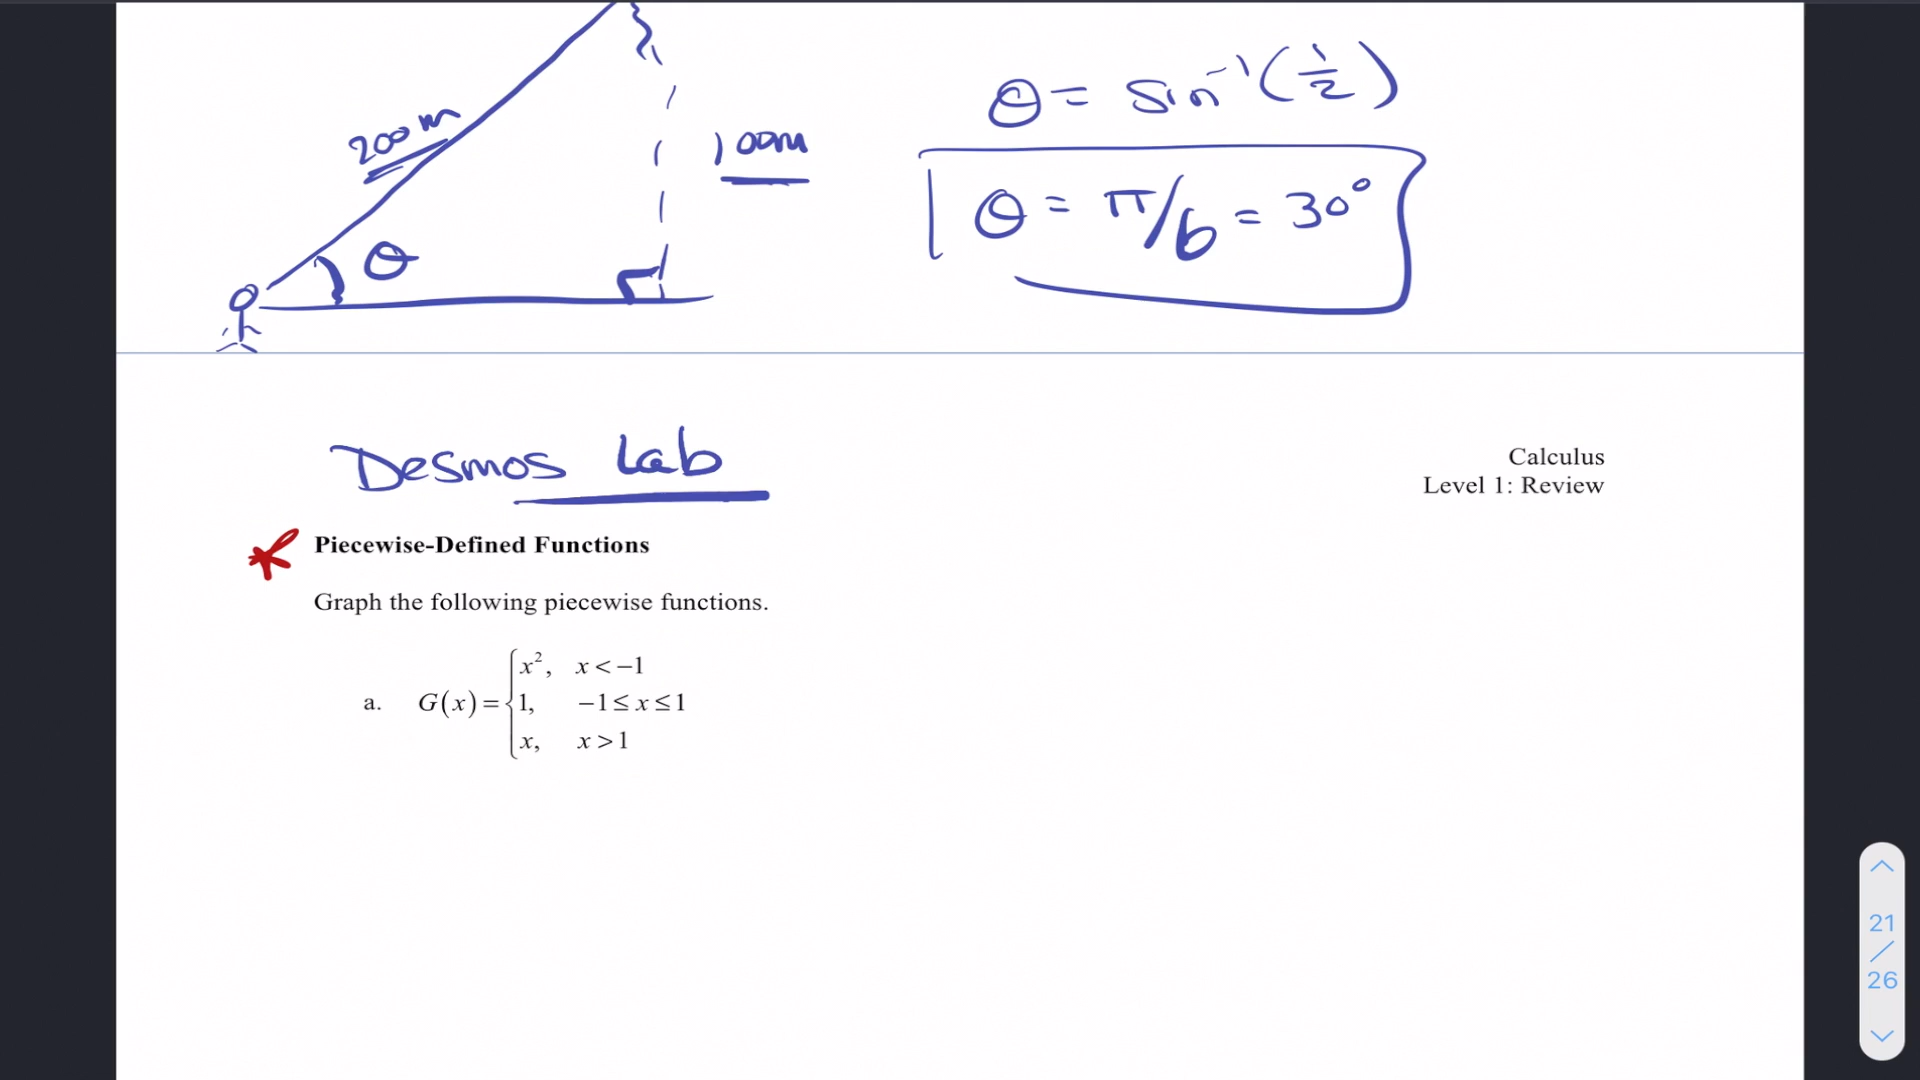 200m
100m
θ
θ = sin⁻¹(1/2)
θ = π/6 = 30°
Desmos Lab
Calculus
Level 1: Review
Piecewise-Defined Functions
Graph the following piecewise functions.
x², x < −1
a. G(x) = { 1, −1 ≤ x ≤ 1
x, x > 1
21
/
26